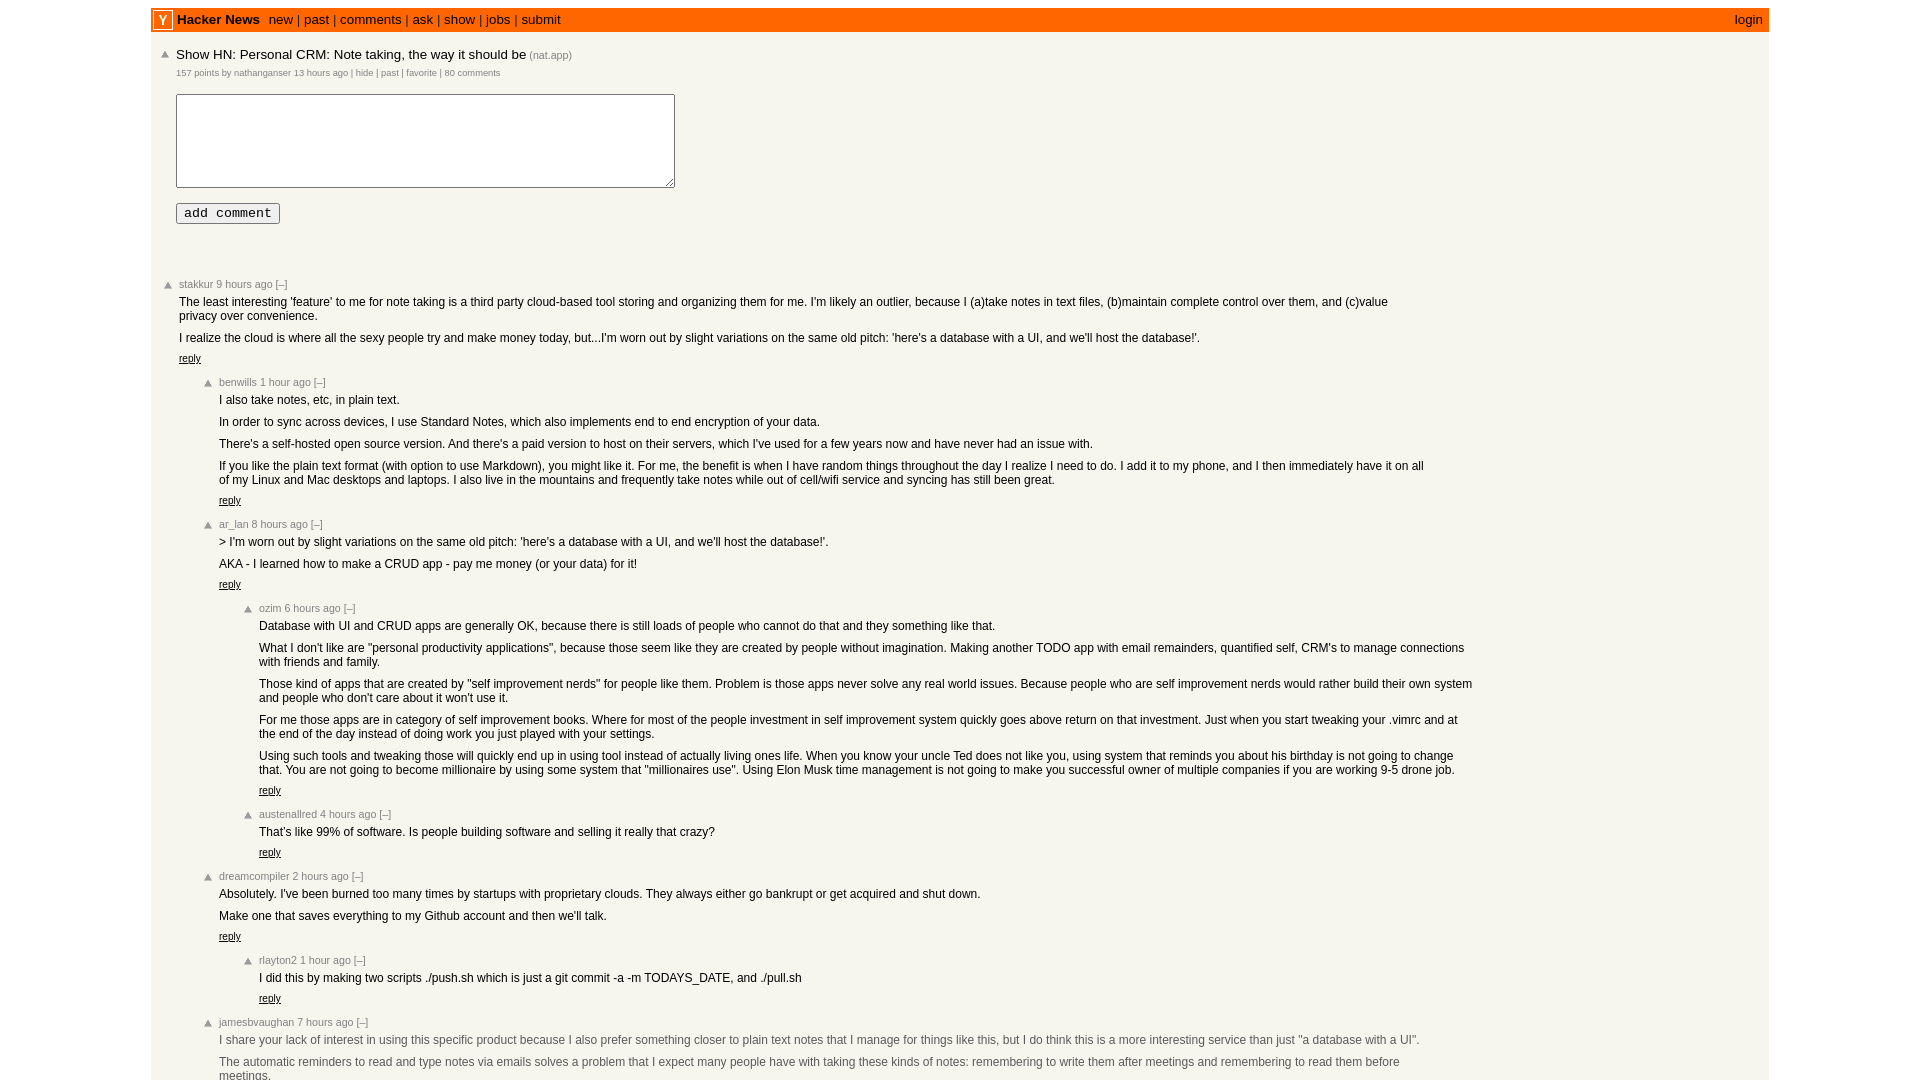 Y Hacker News new | past | comments | ask | show | jobs | submit login
Show HN: Personal CRM: Note taking, the way it should be (nat.app)
157 points by nathanganser 13 hours ago | hide | past | favorite | 80 comments
add comment
stakkur 9 hours ago [–]
The least interesting 'feature' to me for note taking is a third party cloud-based tool storing and organizing them for me. I'm likely an outlier, because I (a)take notes in text files, (b)maintain complete control over them, and (c)value
privacy over convenience.
I realize the cloud is where all the sexy people try and make money today, but...I'm worn out by slight variations on the same old pitch: 'here's a database with a UI, and we'll host the database!'.
reply
benwills 1 hour ago [–]
I also take notes, etc, in plain text.
In order to sync across devices, I use Standard Notes, which also implements end to end encryption of your data.
There's a self-hosted open source version. And there's a paid version to host on their servers, which I've used for a few years now and have never had an issue with.
If you like the plain text format (with option to use Markdown), you might like it. For me, the benefit is when I have random things throughout the day I realize I need to do. I add it to my phone, and I then immediately have it on all
of my Linux and Mac desktops and laptops. I also live in the mountains and frequently take notes while out of cell/wifi service and syncing has still been great.
reply
ar_lan 8 hours ago [–]
> I'm worn out by slight variations on the same old pitch: 'here's a database with a UI, and we'll host the database!'.
AKA - I learned how to make a CRUD app - pay me money (or your data) for it!
reply
ozim 6 hours ago [–]
Database with UI and CRUD apps are generally OK, because there is still loads of people who cannot do that and they something like that.
What I don't like are "personal productivity applications", because those seem like they are created by people without imagination. Making another TODO app with email remainders, quantified self, CRM's to manage connections
with friends and family.
Those kind of apps that are created by "self improvement nerds" for people like them. Problem is those apps never solve any real world issues. Because people who are self improvement nerds would rather build their own system
and people who don't care about it won't use it.
For me those apps are in category of self improvement books. Where for most of the people investment in self improvement system quickly goes above return on that investment. Just when you start tweaking your .vimrc and at
the end of the day instead of doing work you just played with your settings.
Using such tools and tweaking those will quickly end up in using tool instead of actually living ones life. When you know your uncle Ted does not like you, using system that reminds you about his birthday is not going to change
that. You are not going to become millionaire by using some system that "millionaires use". Using Elon Musk time management is not going to make you successful owner of multiple companies if you are working 9-5 drone job.
reply
austenallred 4 hours ago [–]
That's like 99% of software. Is people building software and selling it really that crazy?
reply
dreamcompiler 2 hours ago [–]
Absolutely. I've been burned too many times by startups with proprietary clouds. They always either go bankrupt or get acquired and shut down.
Make one that saves everything to my Github account and then we'll talk.
reply
rlayton2 1 hour ago [–]
I did this by making two scripts ./push.sh which is just a git commit -a -m TODAYS_DATE, and ./pull.sh
reply
jamesbvaughan 7 hours ago [–]
I share your lack of interest in using this specific product because I also prefer something closer to plain text notes that I manage for things like this, but I do think this is a more interesting service than just "a database with a UI".
The automatic reminders to read and type notes via emails solves a problem that I expect many people have with taking these kinds of notes: remembering to write them after meetings and remembering to read them before
meetings.